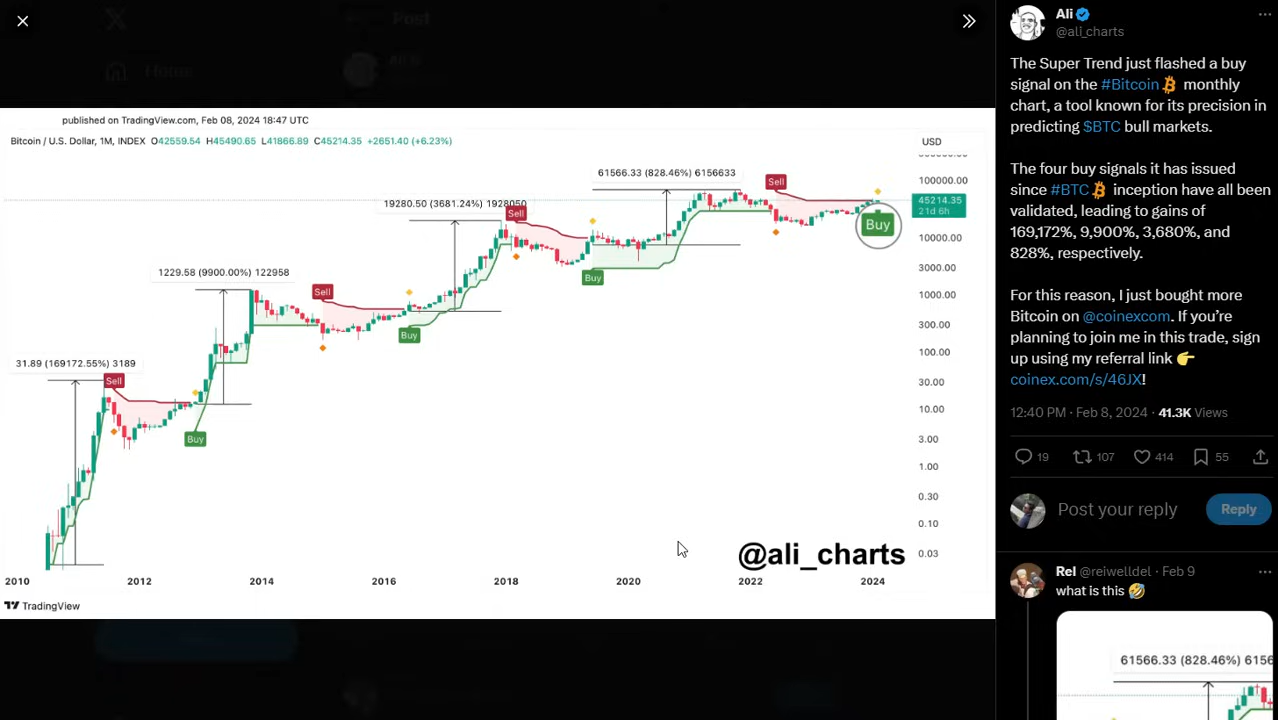 Post
Home
published on TradingView.com, Feb 08, 2024 18:47 UTC
Bitcoin / U.S. Dollar, 1M, INDEX O42559.54 H45490.65 L41866.89 C45214.35 +2651.40 (+6.23%)
USD
61566.33 (828.46%) 6156633
Sell
100000.00
45214.35
21d 6h
19280.50 (3681.24%) 1928050
Sell
Buy
10000.00
1229.58 (9900.00%) 122958
Buy
3000.00
Sell
1000.00
300.00
Buy
100.00
31.89 (169172.55%) 3189
Sell
30.00
10.00
Buy
3.00
1.00
0.30
0.10
@ali_charts
0.03
2010 2012 2014 2016 2018 2020 2022 2024
TradingView
Ali
@ali_charts
The Super Trend just flashed a buy
signal on the #Bitcoin monthly
chart, a tool known for its precision in
predicting $BTC bull markets.
The four buy signals it has issued
since #BTC inception have all been
validated, leading to gains of
169,172%, 9,900%, 3,680%, and
828%, respectively.
For this reason, I just bought more
Bitcoin on @coinexcom. If you’re
planning to join me in this trade, sign
up using my referral link 👉
coinex.com/s/46JX!
12:40 PM · Feb 8, 2024 · 41.3K Views
19 107 414 55
Post your reply
Reply
Rel @reiwelldel · Feb 9
what is this 🤣
61566.33 (828.46%) 6156